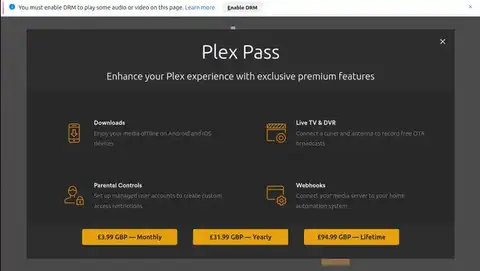 You must enable DRM to play some audio or video on this page. Learn more Enable DRM
Plex Pass
Enhance your Plex experience with exclusive premium features
Downloads
Enjoy your media offline on Android and iOS
devices
Live TV & DVR
Connect a tuner and antenna to record free OTA
broadcasts
Parental Controls
Set up managed user accounts to create custom
access restrictions
Webhooks
Connect your media server to your home
automation system
£3.99 GBP — Monthly
£31.99 GBP — Yearly
£94.99 GBP — Lifetime